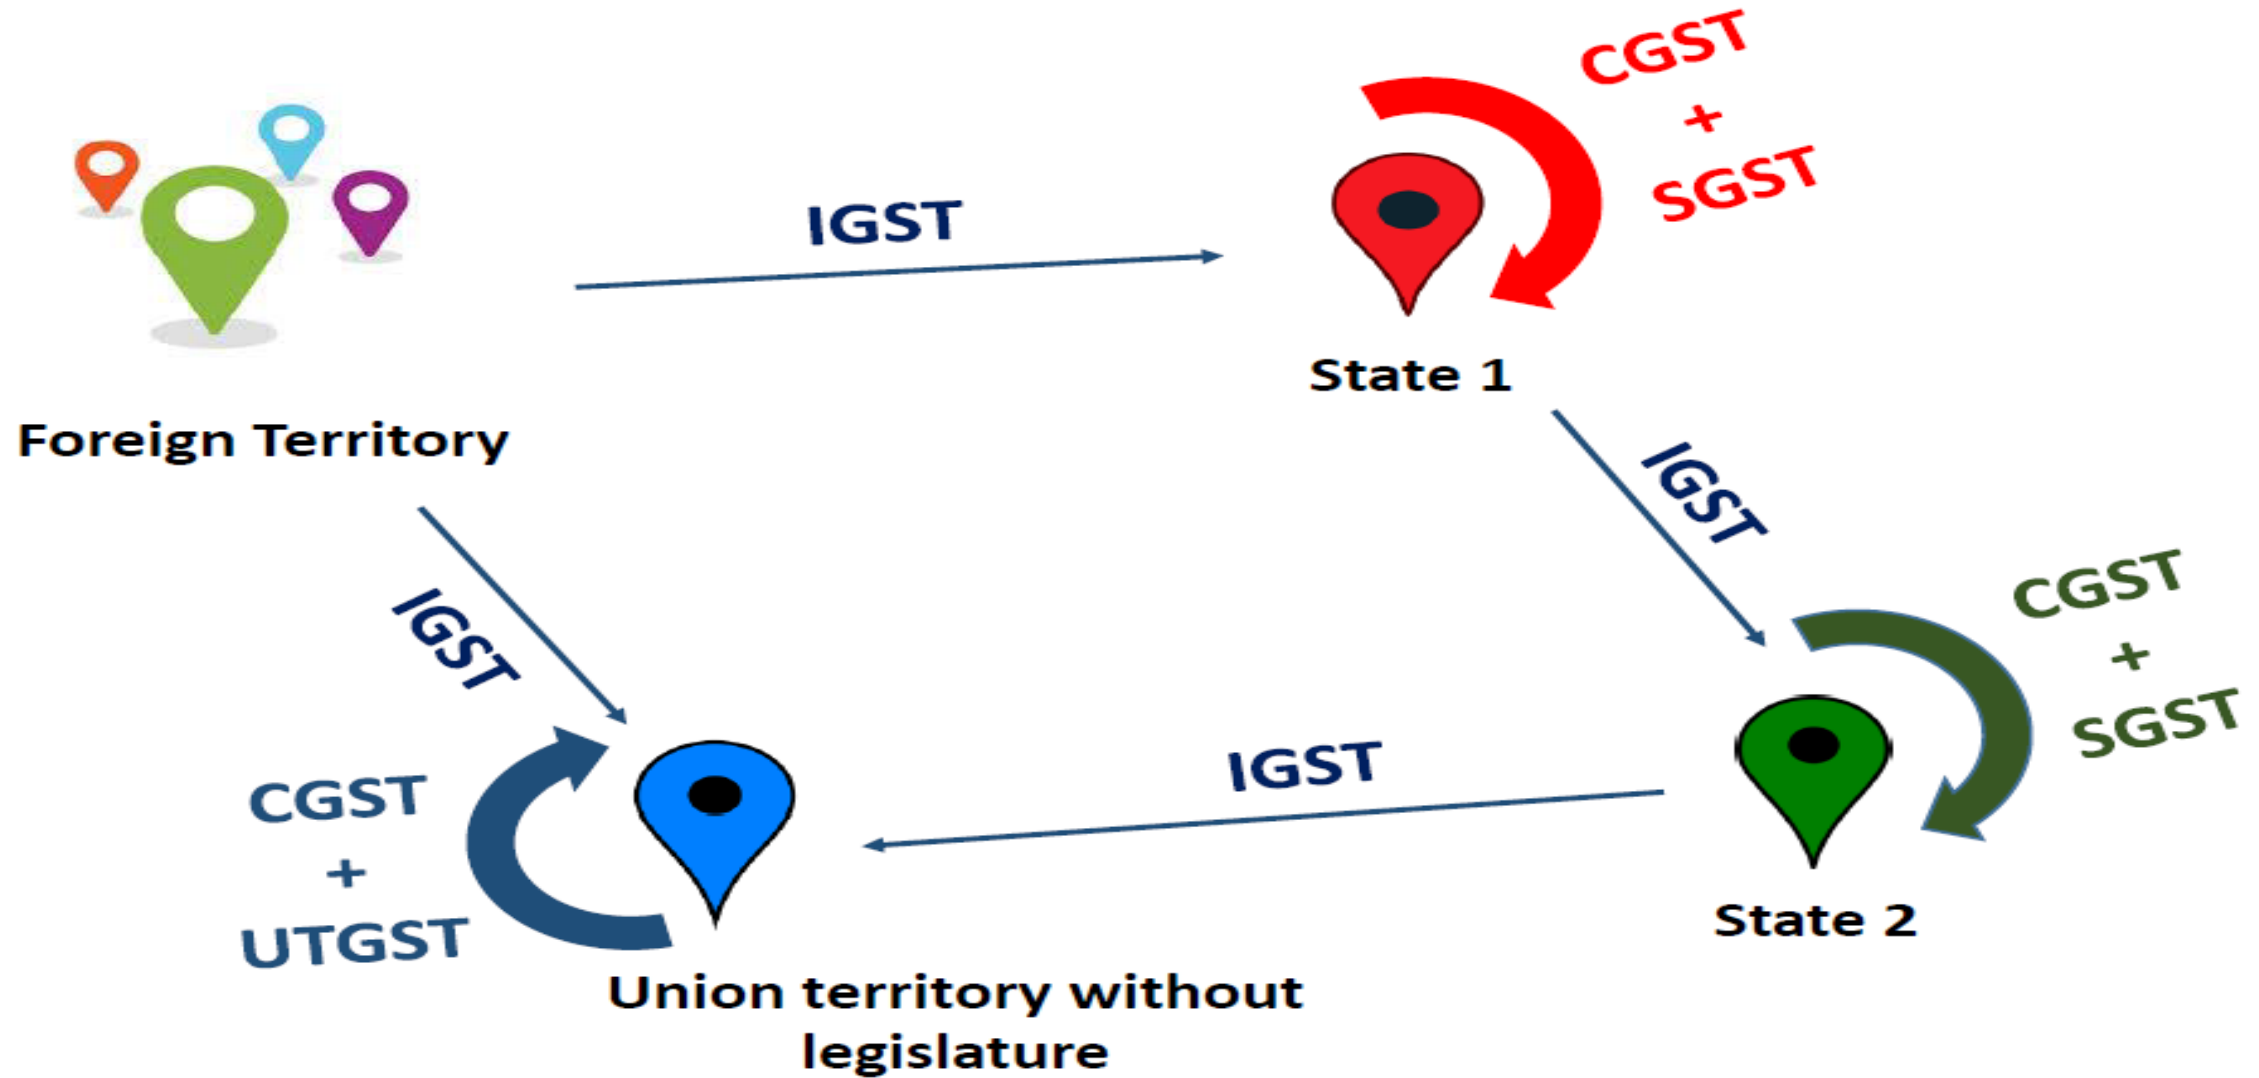 CGST
+
SGST
IGST
State 1
Foreign Territory
IGST
IGST
CGST
+
SGST
IGST
CGST
+
UTGST
State 2
Union territory without
legislature